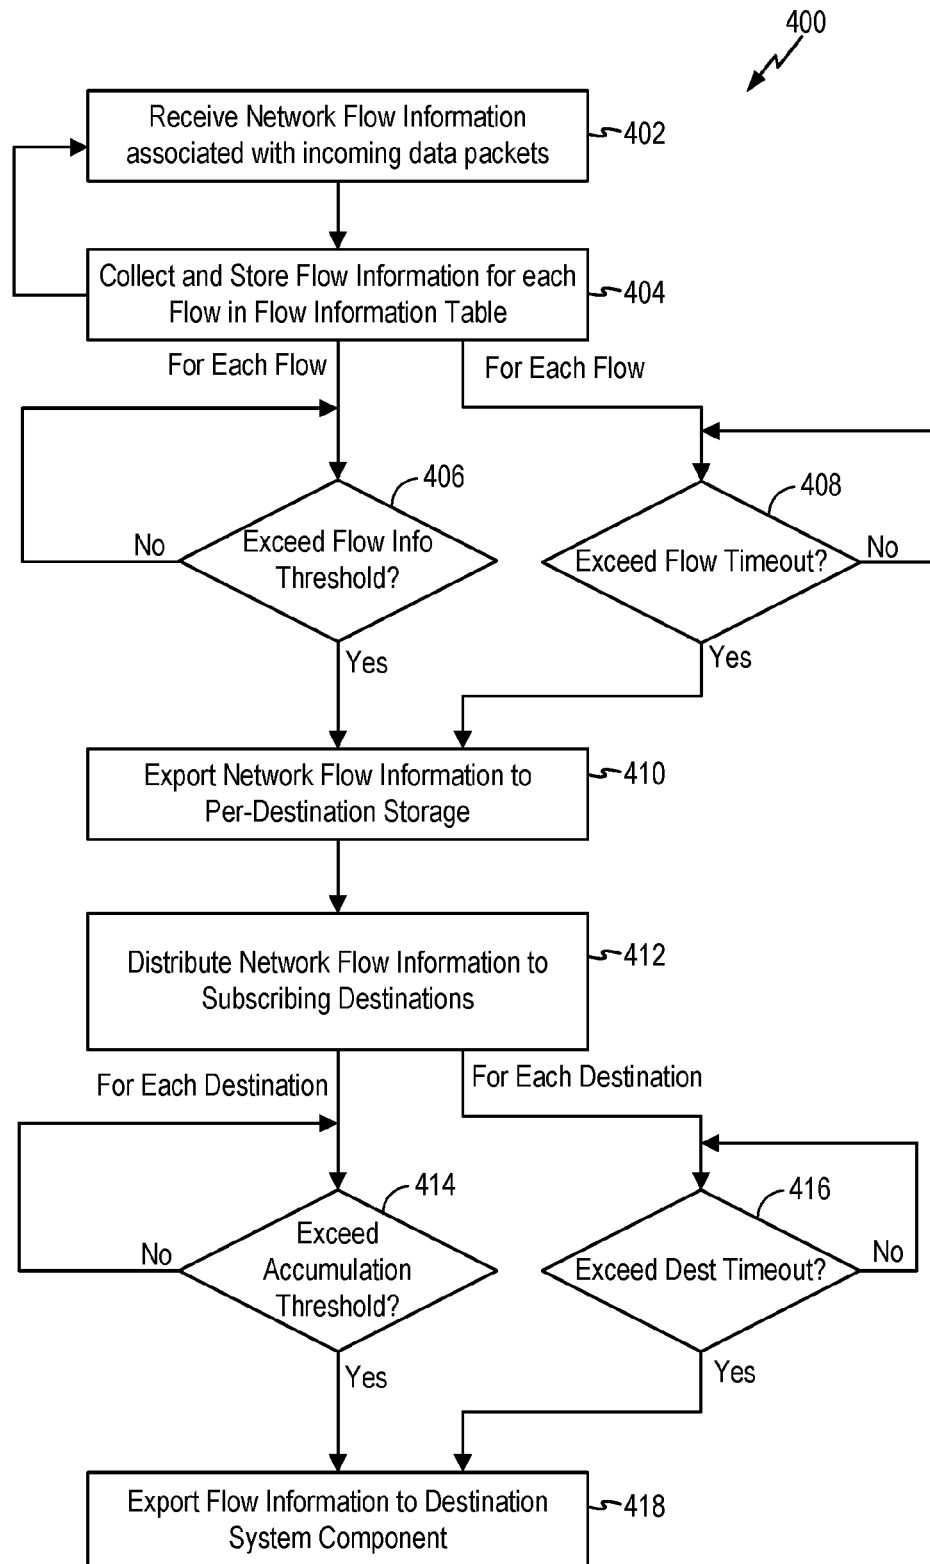 400
Receive Network Flow Information
associated with incoming data packets
402
Collect and Store Flow Information for each
Flow in Flow Information Table
404
For Each Flow
For Each Flow
406
Exceed Flow Info
Threshold?
No
Yes
408
Exceed Flow Timeout?
No
Yes
Export Network Flow Information to
Per-Destination Storage
410
Distribute Network Flow Information to
Subscribing Destinations
412
For Each Destination
For Each Destination
414
Exceed
Accumulation
Threshold?
No
Yes
416
Exceed Dest Timeout?
No
Yes
Export Flow Information to Destination
System Component
418